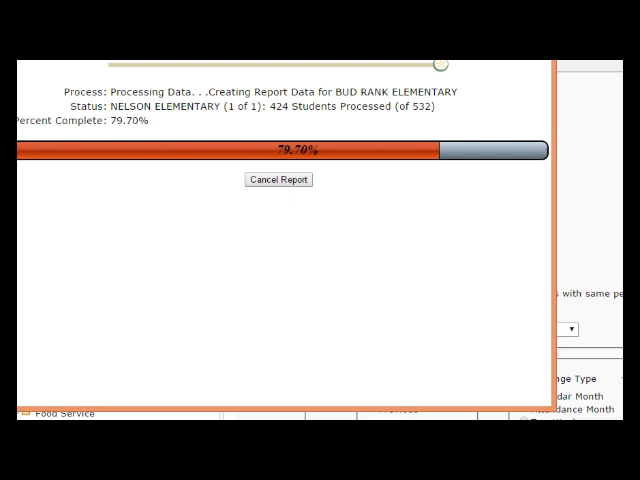 Process: Processing Data. . .Creating Report Data for BUD RANK ELEMENTARY
Status: NELSON ELEMENTARY (1 of 1): 424 Students Processed (of 532)
Percent Complete: 79.70%
79.70%
Cancel Report
s with same pe
nge Type
dar Month
Attendance Month
Food Service